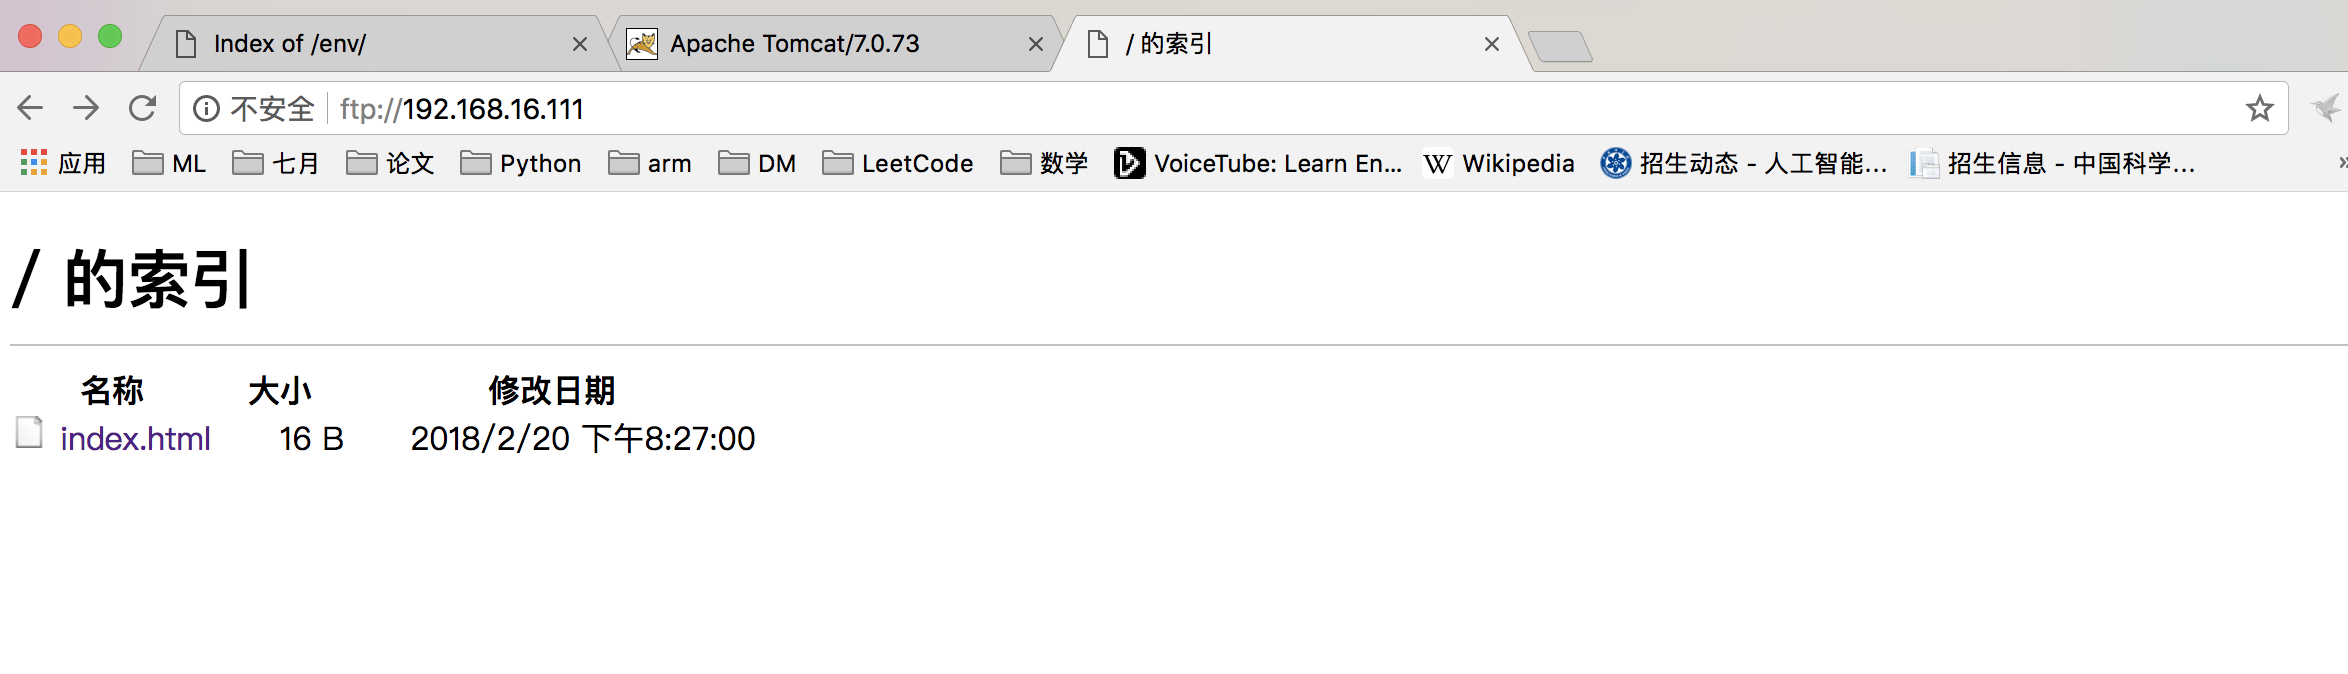 Index of /env/ Apache Tomcat/7.0.73 / 的索引
不安全 ftp://192.168.16.111
应用 ML 七月 论文 Python arm DM LeetCode 数学 VoiceTube: Learn En... Wikipedia 招生动态 - 人工智能... 招生信息 - 中国科学... »
/ 的索引
名称 大小 修改日期
index.html 16 B 2018/2/20 下午8:27:00